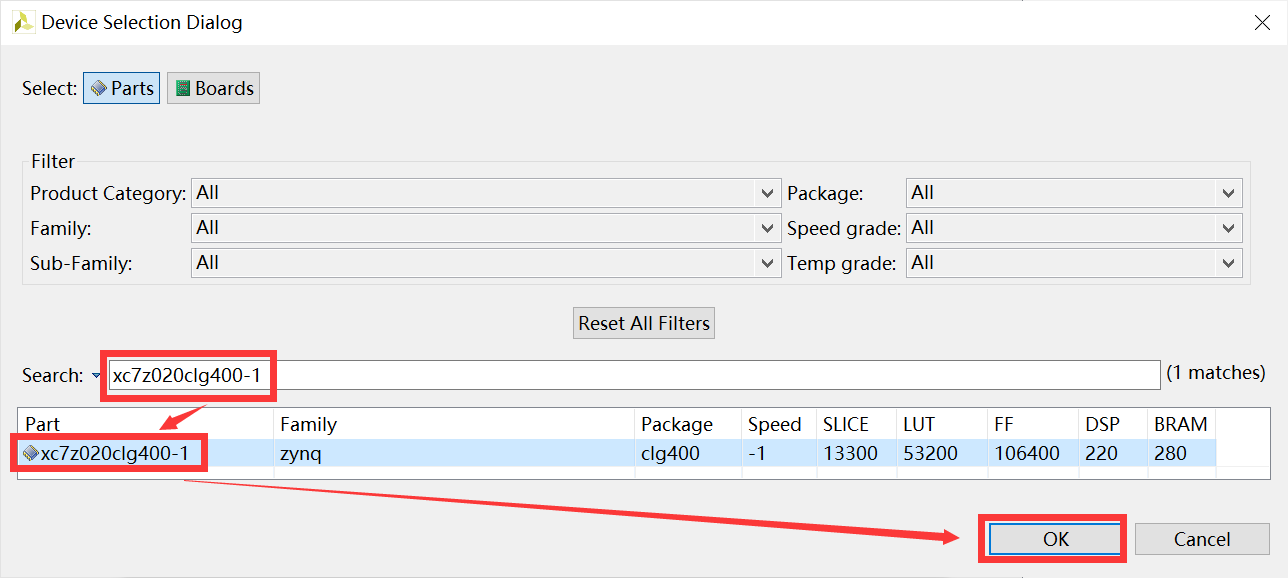 Device Selection Dialog
Select: Parts Boards
Filter
Product Category: All Package: All
Family: All Speed grade: All
Sub-Family: All Temp grade: All
Reset All Filters
Search: xc7z020clg400-1 (1 matches)
Part Family Package Speed SLICE LUT FF DSP BRAM
xc7z020clg400-1 zynq clg400 -1 13300 53200 106400 220 280
OK Cancel